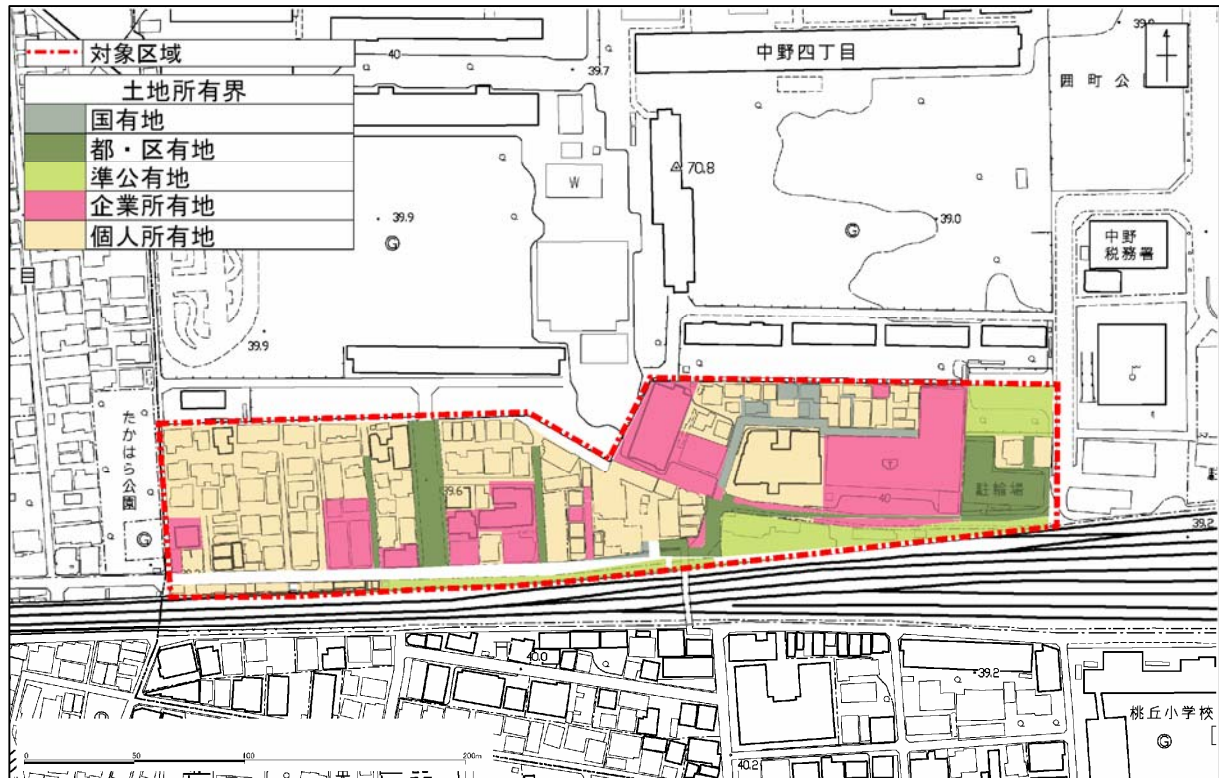 対象区域
土地所有界
国有地
都・区有地
準公有地
企業所有地
個人所有地
40
39.7
中野四丁目
囲町公
70.8
W
39.9
G
39.0
G
中野
税務署
39.9
たかはら公園
G
39.6
40
駐輪場
39.2
40.0
39.2
桃丘小学校
G
40.2
0
50
100
200m